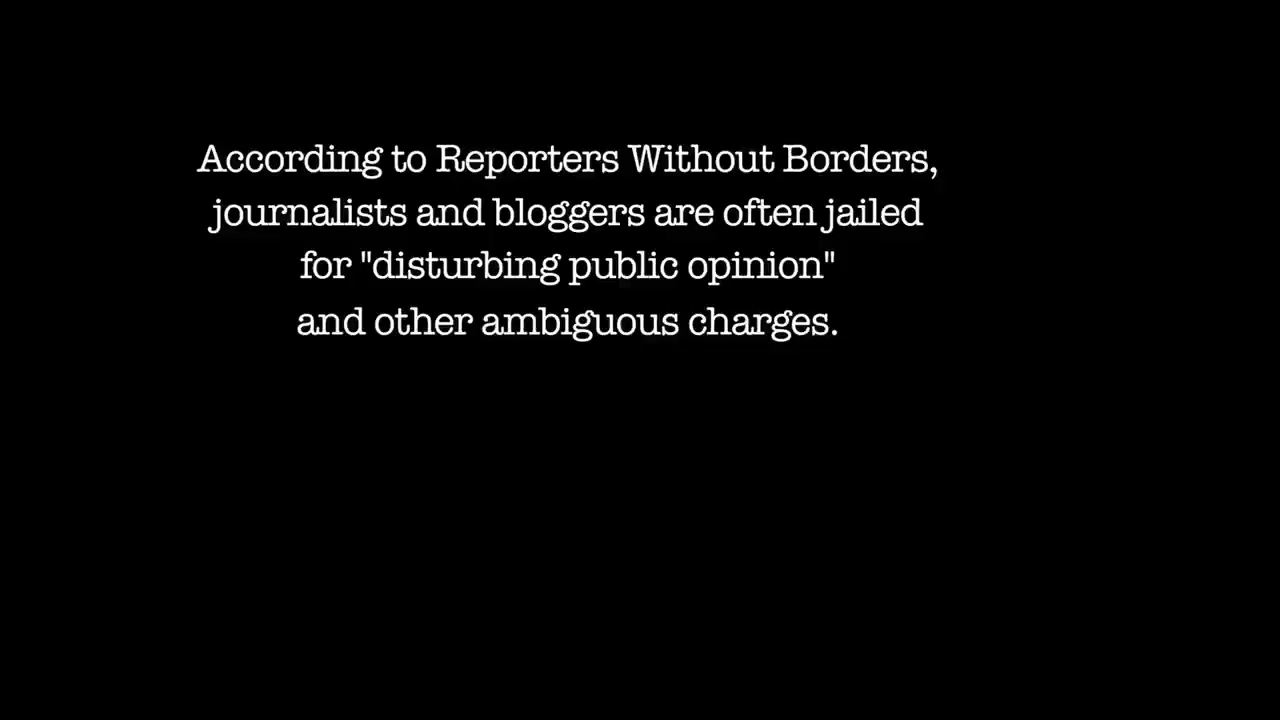 According to Reporters Without Borders,
journalists and bloggers are often jailed
for "disturbing public opinion"
and other ambiguous charges.